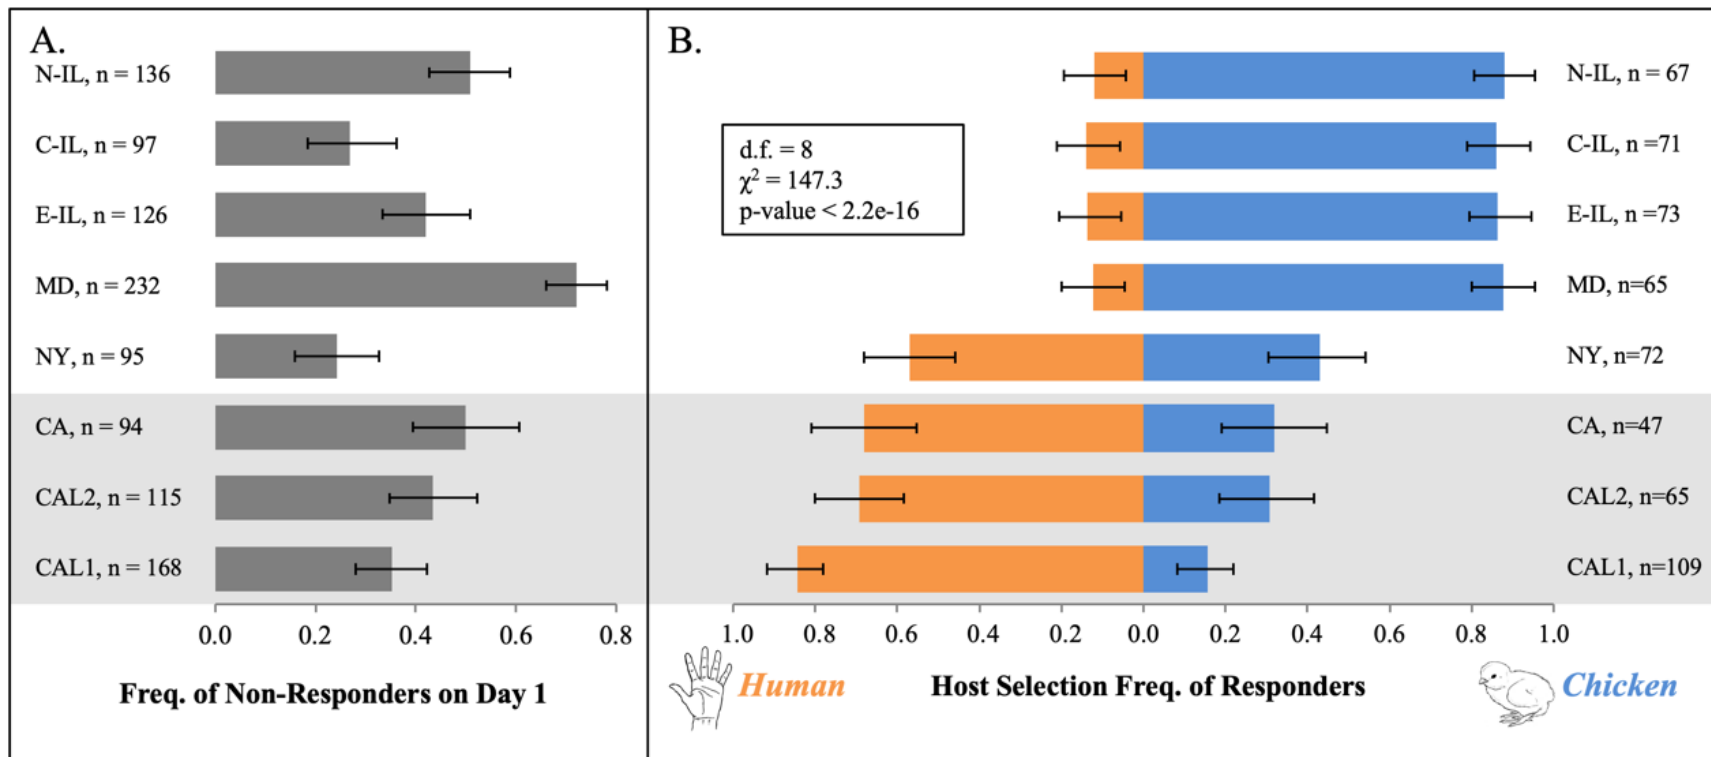 A.
N-IL, n = 136
C-IL, n = 97
E-IL, n = 126
MD, n = 232
NY, n = 95
CA, n = 94
CAL2, n = 115
CAL1, n = 168
0.0 0.2 0.4 0.6 0.8
Freq. of Non-Responders on Day 1
B.
d.f. = 8
χ² = 147.3
p-value < 2.2e-16
N-IL, n = 67
C-IL, n =71
E-IL, n =73
MD, n=65
NY, n=72
CA, n=47
CAL2, n=65
CAL1, n=109
1.0 0.8 0.6 0.4 0.2 0.0 0.2 0.4 0.6 0.8 1.0
Human Host Selection Freq. of Responders Chicken